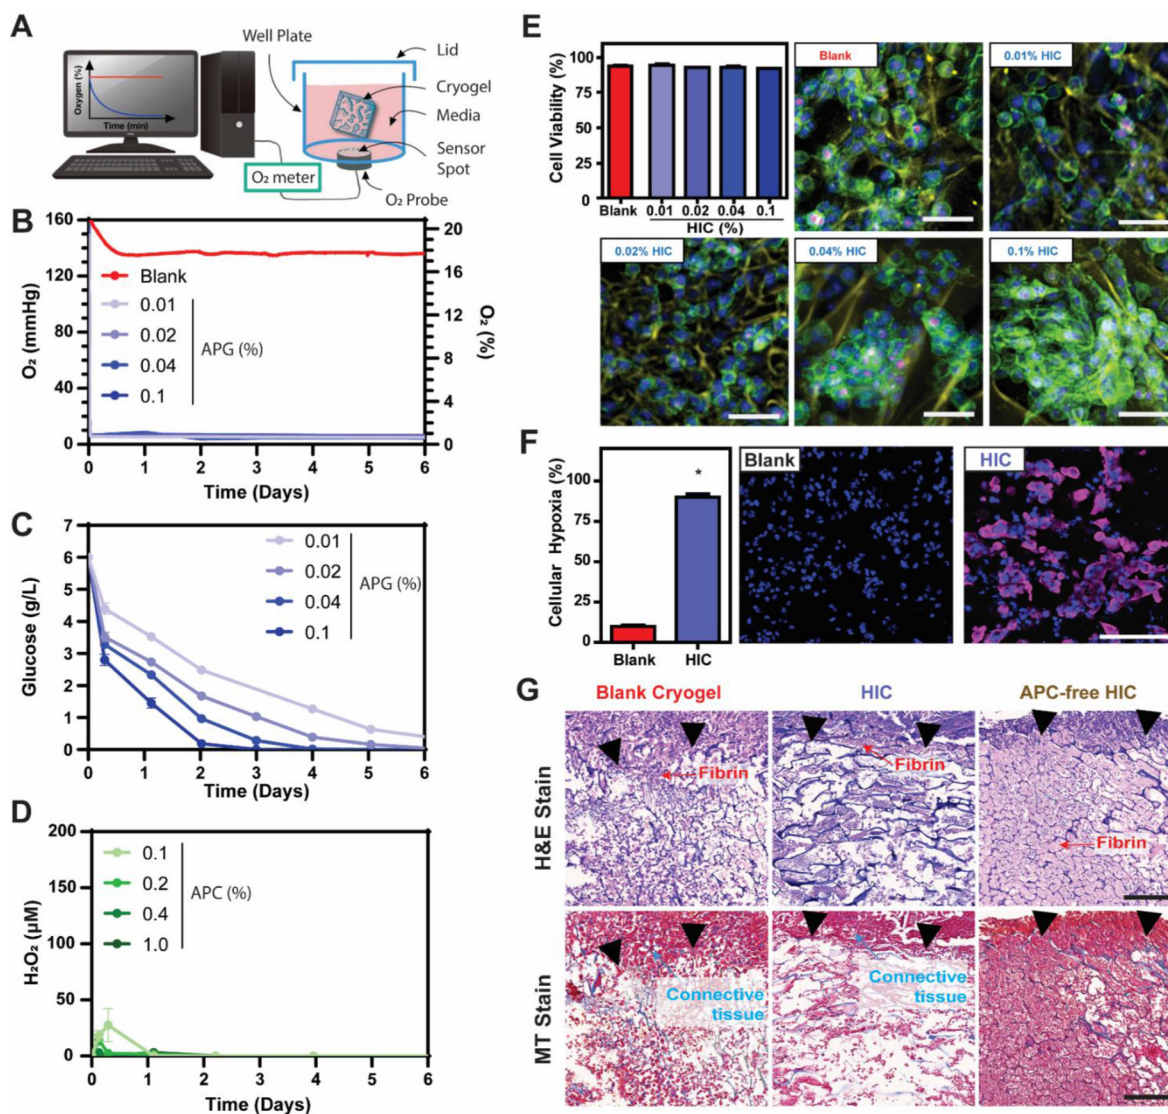 A
Oxygen (%)
Time (min)
O₂ meter
Well Plate
Lid
Cryogel
Media
Sensor
Spot
O₂ Probe
B
160
120
80
40
0
O₂ (mmHg)
Blank
0.01
0.02
0.04
0.1
APG (%)
20
16
12
8
4
0
O₂ (%)
0 1 2 3 4 5 6
Time (Days)
C
7
6
5
4
3
2
1
0
Glucose (g/L)
0.01
0.02
0.04
0.1
APG (%)
0 1 2 3 4 5 6
Time (Days)
D
200
150
100
50
0
H₂O₂ (µM)
0.1
0.2
0.4
1.0
APC (%)
0 1 2 3 4 5 6
Time (Days)
E
100
75
50
25
0
Cell Viability (%)
Blank 0.01 0.02 0.04 0.1
HIC (%)
Blank
0.01% HIC
0.02% HIC
0.04% HIC
0.1% HIC
F
100
75
50
25
0
Cellular Hypoxia (%)
*
Blank HIC
Blank
HIC
G
Blank Cryogel HIC APC-free HIC
H&E Stain
Fibrin
Fibrin
Fibrin
MT Stain
Connective
tissue
Connective
tissue